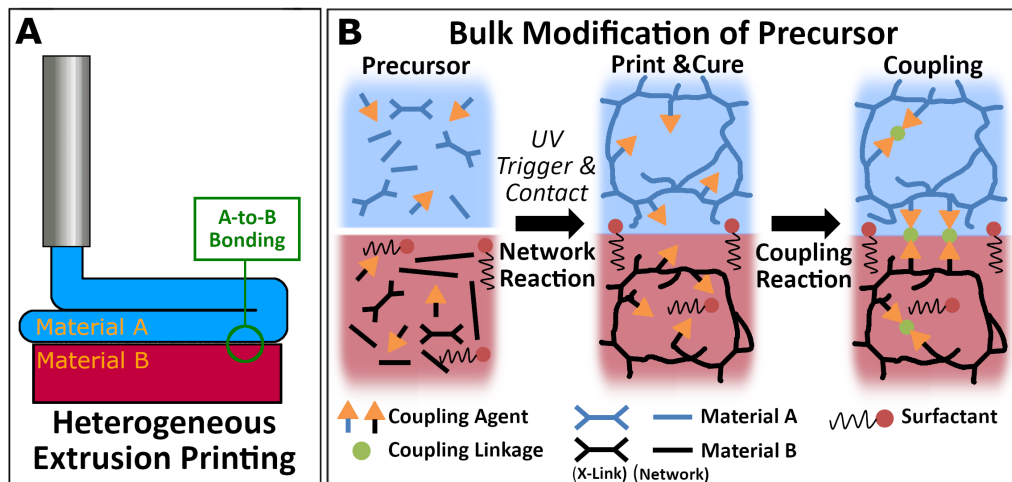 A
A-to-B
Bonding
Material A
Material B
Heterogeneous
Extrusion Printing
B
Bulk Modification of Precursor
Precursor
Print &Cure
Coupling
UV
Trigger &
Contact
Network
Reaction
Coupling
Reaction
Coupling Agent
Coupling Linkage
Material A
Material B
(X-Link) (Network)
Surfactant